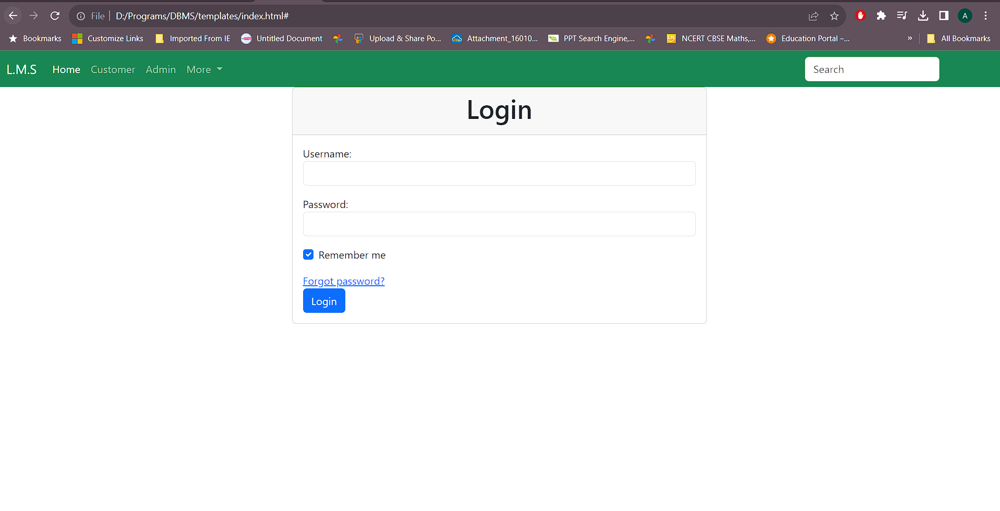 File D:/Programs/DBMS/templates/index.html# A
Bookmarks Customize Links Imported From IE Untitled Document Upload & Share Po... Attachment_16010... PPT Search Engine,... NCERT CBSE Maths,... Education Portal –... » All Bookmarks
L.M.S Home Customer Admin More Search
Login
Username:
Password:
Remember me
Forgot password?
Login